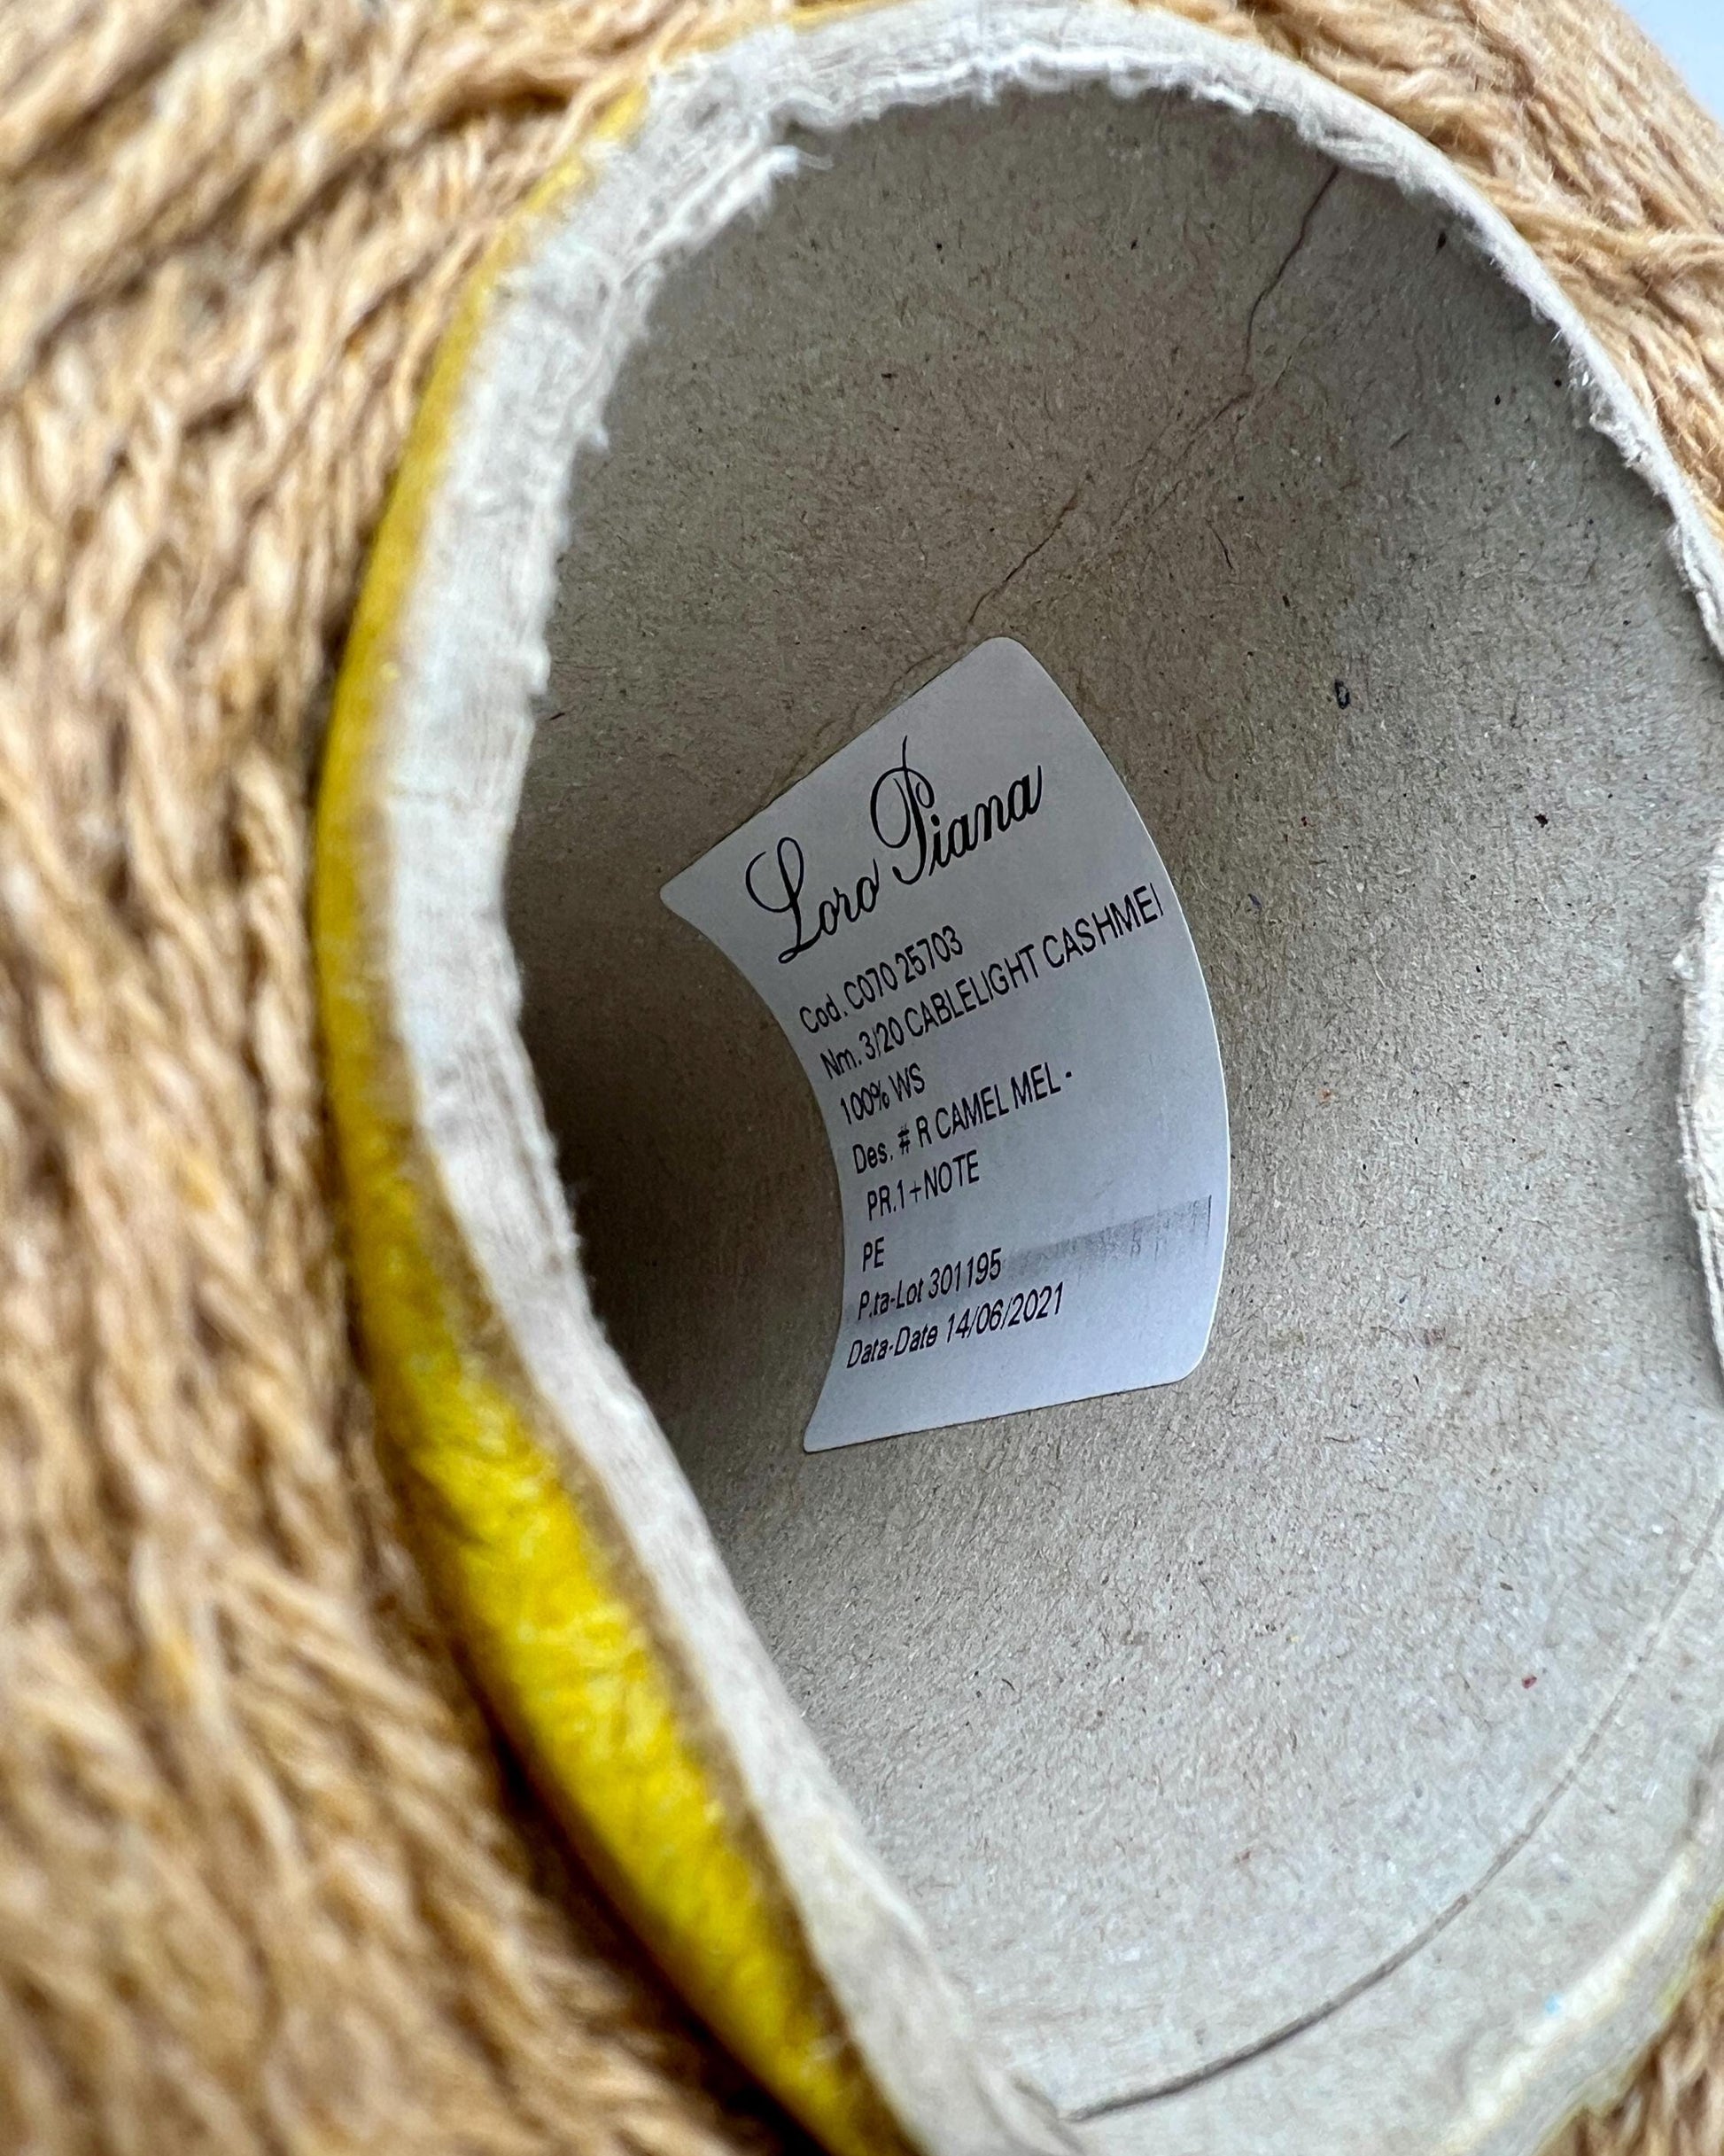 Loro Piana
Cod. C070 25703
Nm. 3/20 CABLELIGHT CASHMEI
100% WS
Des. # R CAMEL MEL -
PR.1+NOTE
PE
P.ta-Lot 301195
Data-Date 14/06/2021